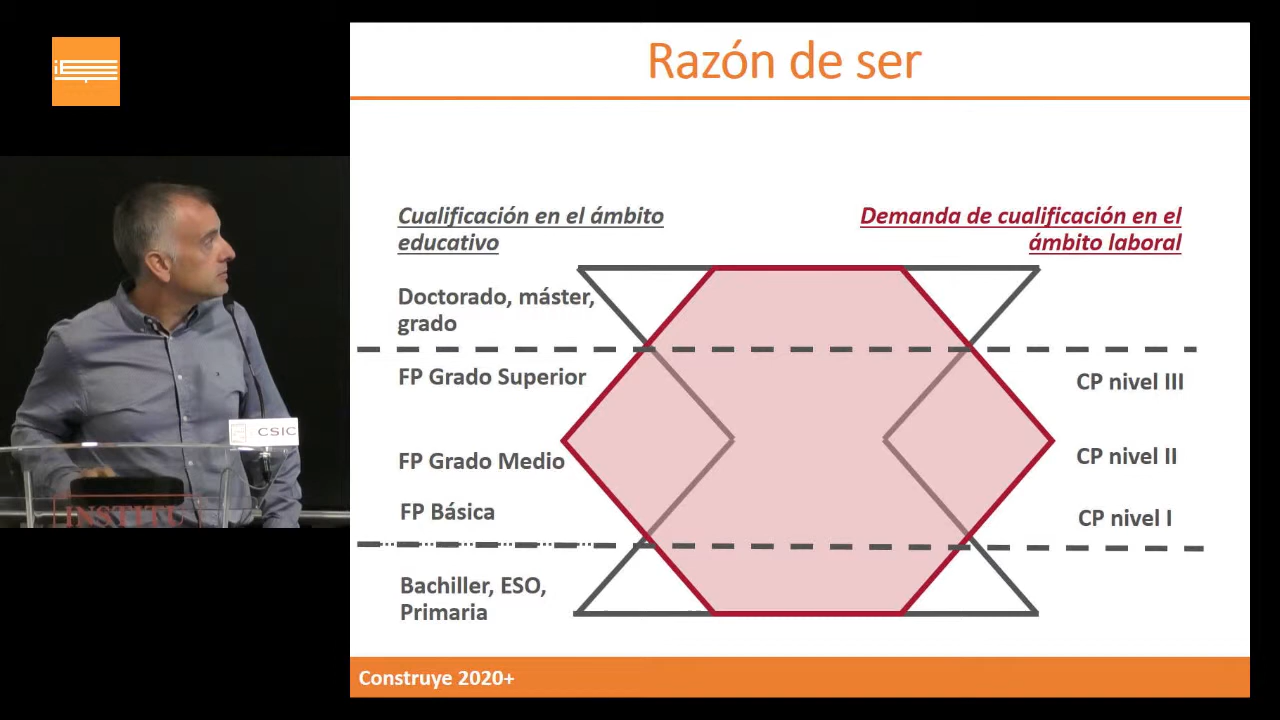 Razón de ser
Cualificación en el ámbito
educativo
Demanda de cualificación en el
ámbito laboral
Doctorado, máster,
grado
FP Grado Superior
CP nivel III
FP Grado Medio
CP nivel II
FP Básica
CP nivel I
Bachiller, ESO,
Primaria
Construye 2020+
CSIC
INSTITU